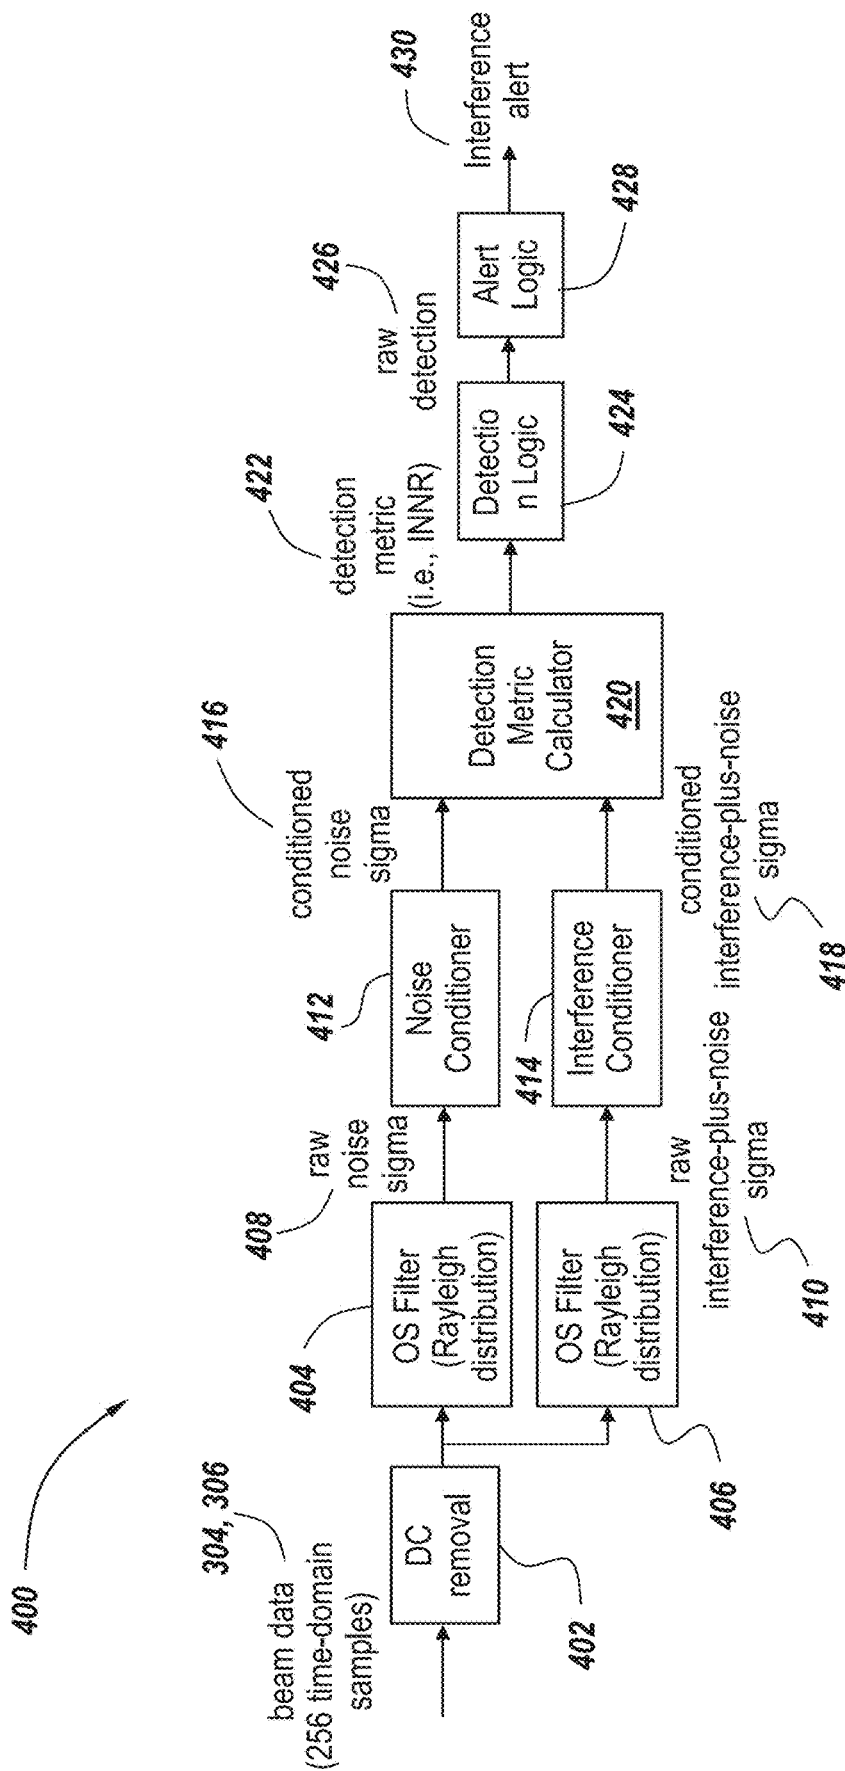 400
304, 306
beam data
(256 time-domain
samples)
DC
removal
402
404
OS Filter
(Rayleigh
distribution)
OS Filter
(Rayleigh
distribution)
406
408
raw
noise
sigma
raw
interference-plus-noise
sigma
410
412
Noise
Conditioner
414
Interference
Conditioner
416
conditioned
noise
sigma
conditioned
interference-plus-noise
sigma
418
Detection
Metric
Calculator
420
422
detection
metric
(i.e., INNR)
Detectio
n Logic
424
426
raw
detection
Alert
Logic
428
430
Interference
alert